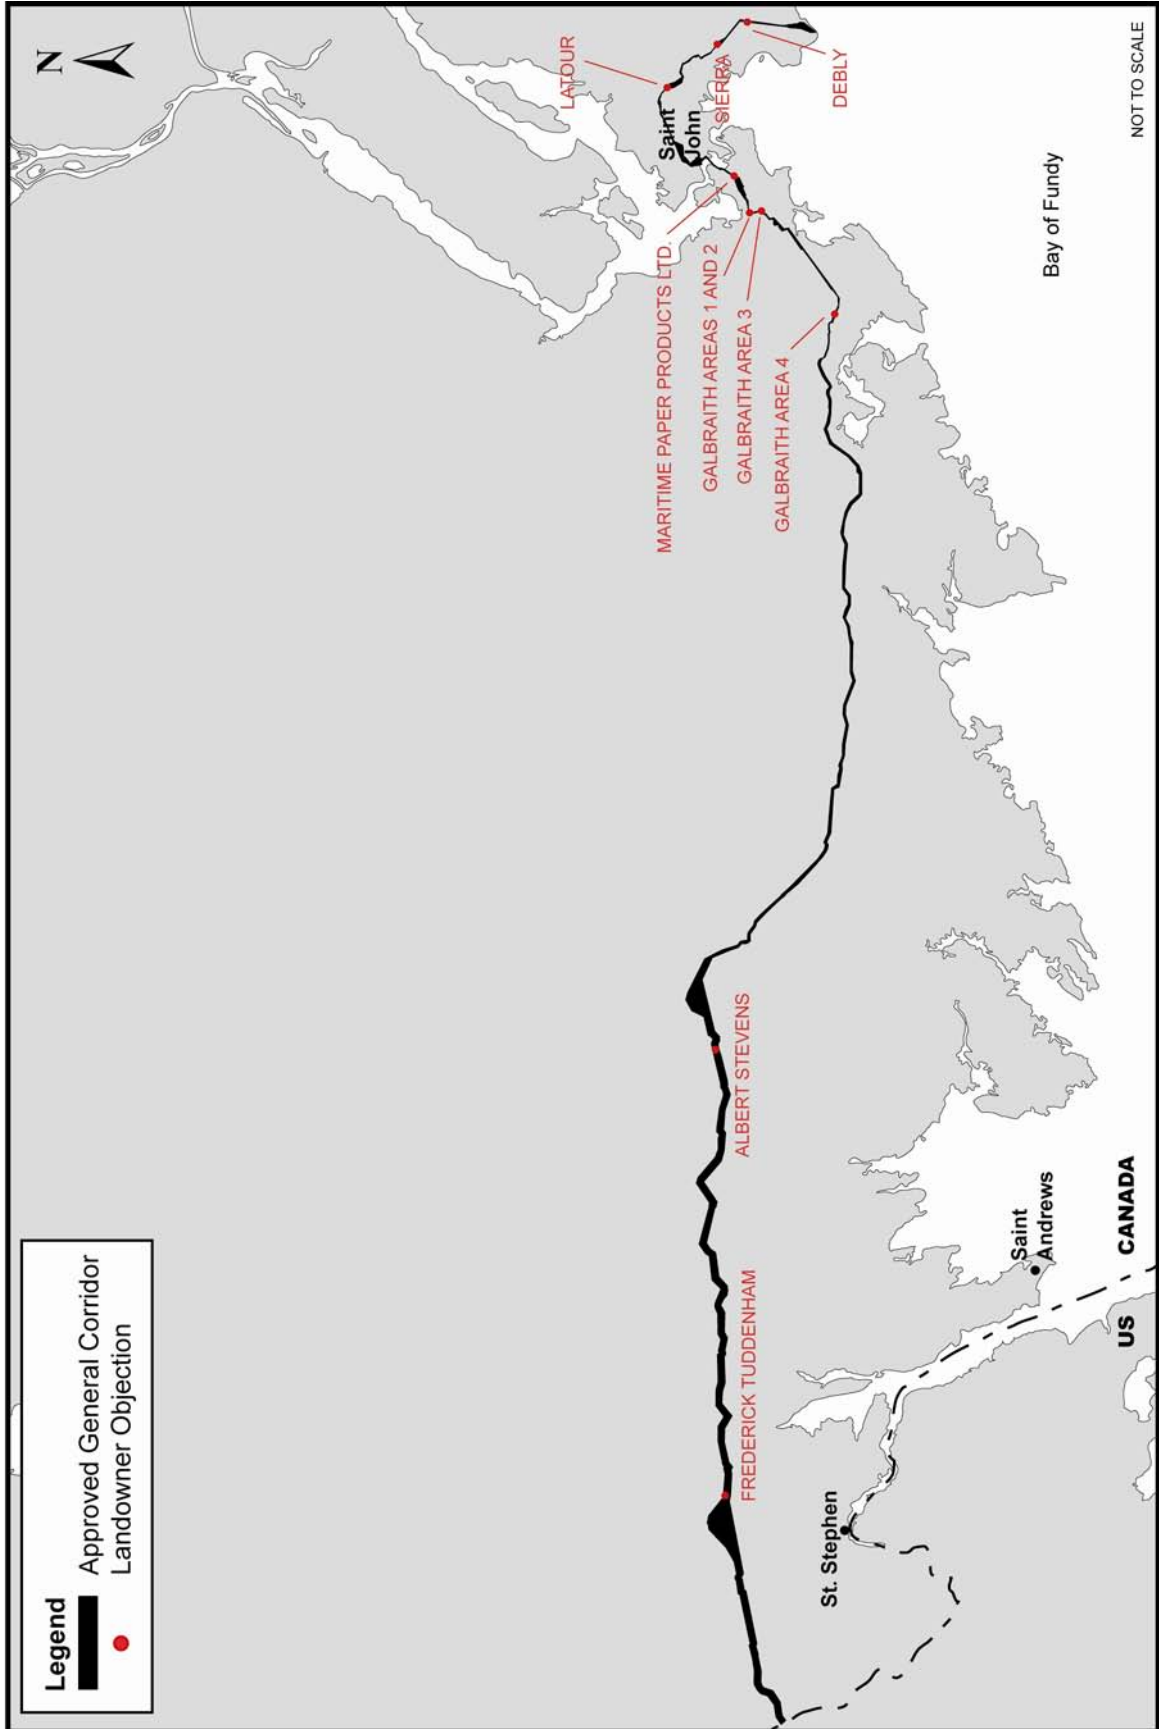 Legend
Approved General Corridor
Landowner Objection
N
LATOUR
Saint
John
SIERRA
DEBLY
MARITIME PAPER PRODUCTS LTD.
GALBRAITH AREAS 1 AND 2
GALBRAITH AREA 3
GALBRAITH AREA 4
ALBERT STEVENS
FREDERICK TUDDENHAM
St. Stephen
Saint
Andrews
US CANADA
Bay of Fundy
NOT TO SCALE